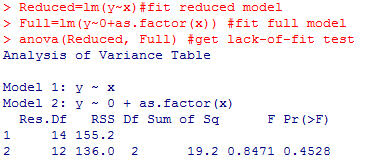 > Reduced=lm(y~x)#fit reduced model
> Full=lm(y~0+as.factor(x)) #fit full model
> anova(Reduced, Full) #get lack-of-fit test
Analysis of Variance Table
Model 1: y ~ x
Model 2: y ~ 0 + as.factor(x)
Res.Df RSS Df Sum of Sq F Pr(>F)
1 14 155.2
2 12 136.0 2 19.2 0.8471 0.4528